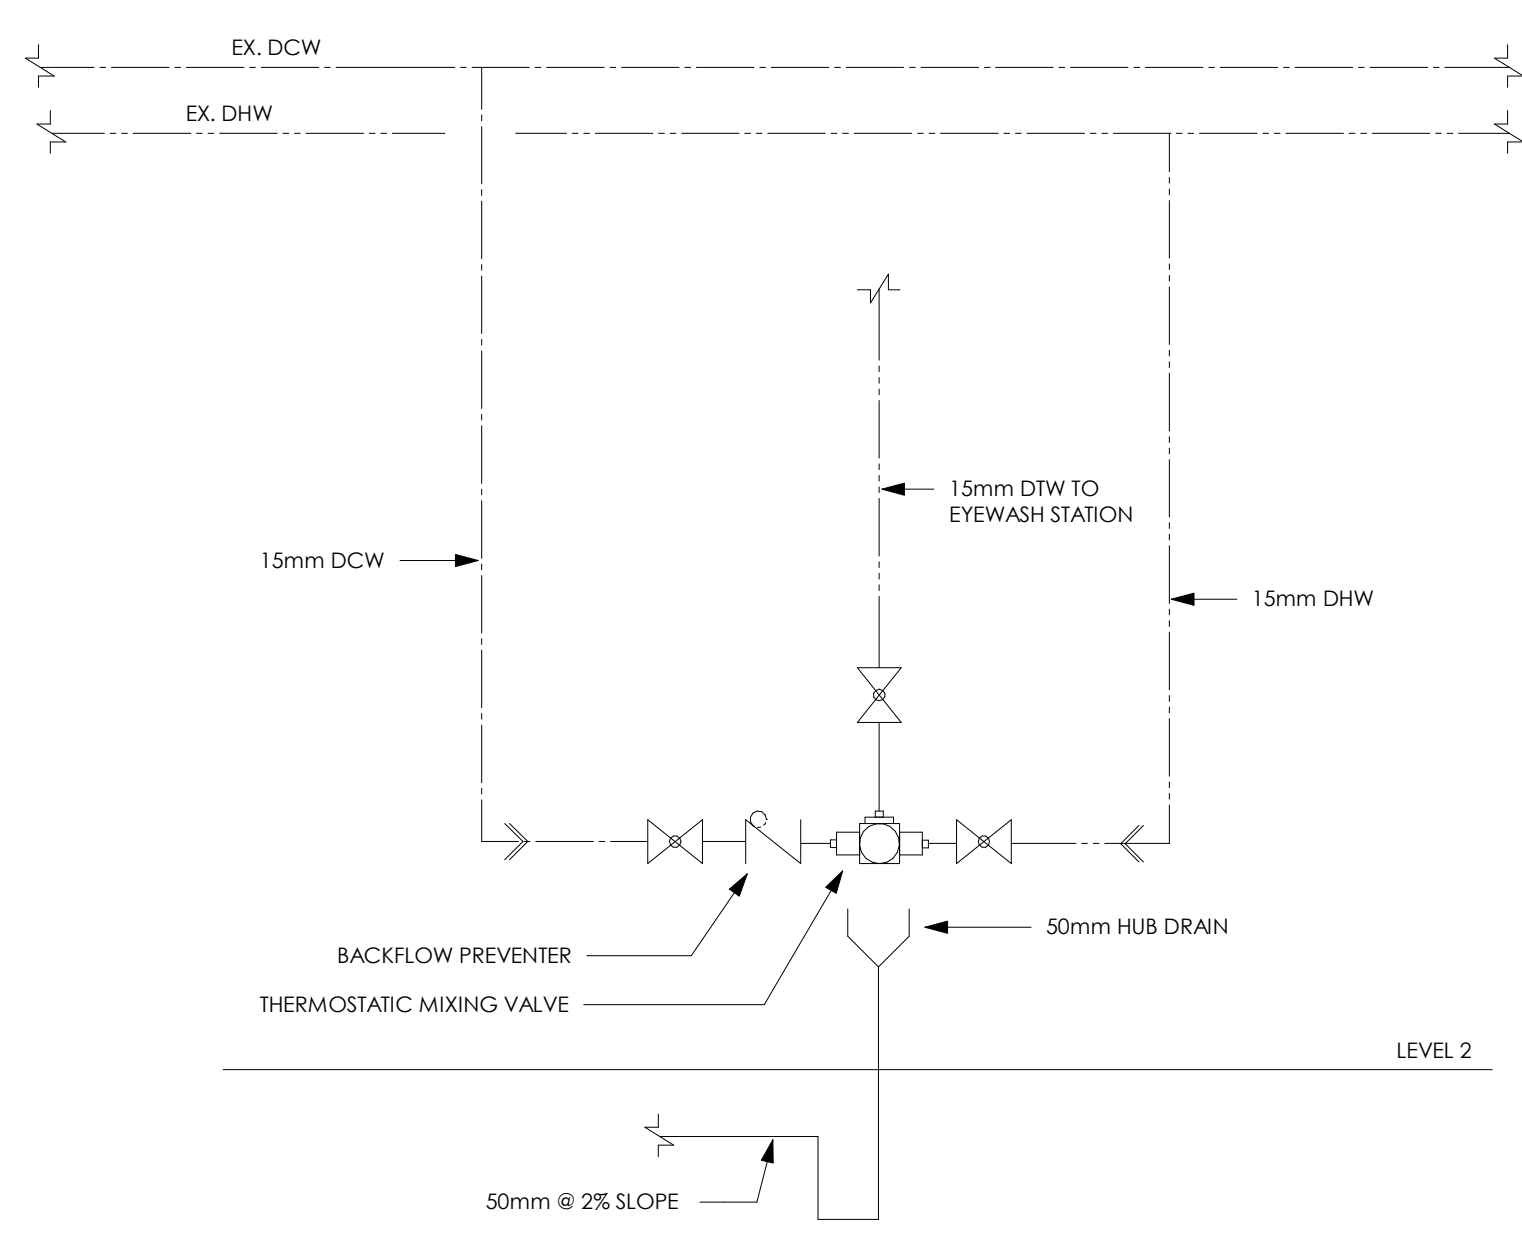 EX. DCW
EX. DHW
15mm DTW TO
EYEWASH STATION
15mm DCW
15mm DHW
50mm HUB DRAIN
BACKFLOW PREVENTER
THERMOSTATIC MIXING VALVE
LEVEL 2
50mm @ 2% SLOPE